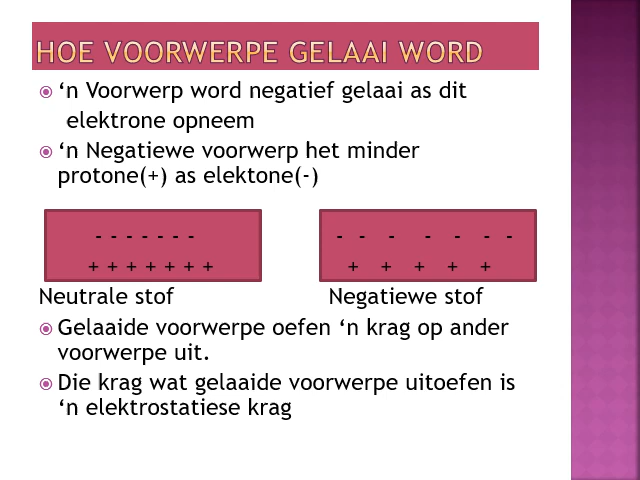 HOE VOORWERPE GELAAI WORD
‘n Voorwerp word negatief gelaai as dit
elektrone opneem
‘n Negatiewe voorwerp het minder
protone(+) as elektone(-)
- - - - - - -    - - - - - - -
+ + + + + + +    + + + + +
Neutrale stof    Negatiewe stof
Gelaaide voorwerpe oefen ‘n krag op ander
voorwerpe uit.
Die krag wat gelaaide voorwerpe uitoefen is
‘n elektrostatiese krag